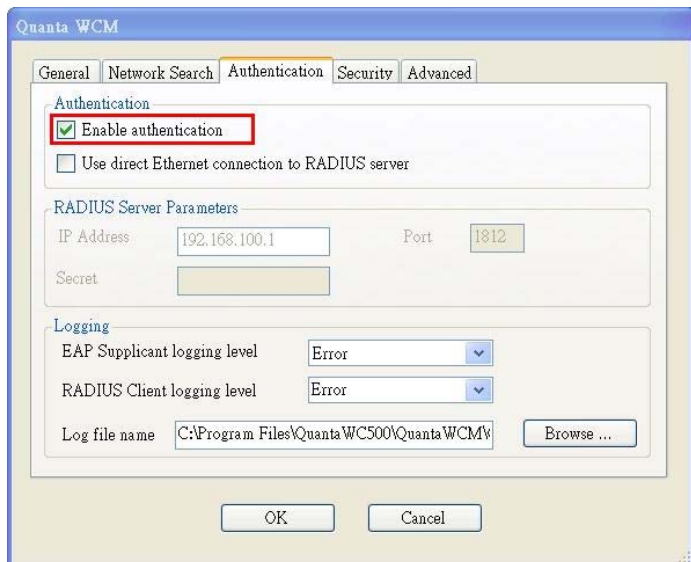 Quanta WCM
General Network Search Authentication Security Advanced
Authentication
Enable authentication
Use direct Ethernet connection to RADIUS server
RADIUS Server Parameters
IP Address 192.168.100.1 Port 1812
Secret
Logging
EAP Supplicant logging level Error
RADIUS Client logging level Error
Log file name C:\Program Files\QuantaWC500\QuantaWCM\ Browse ...
OK Cancel